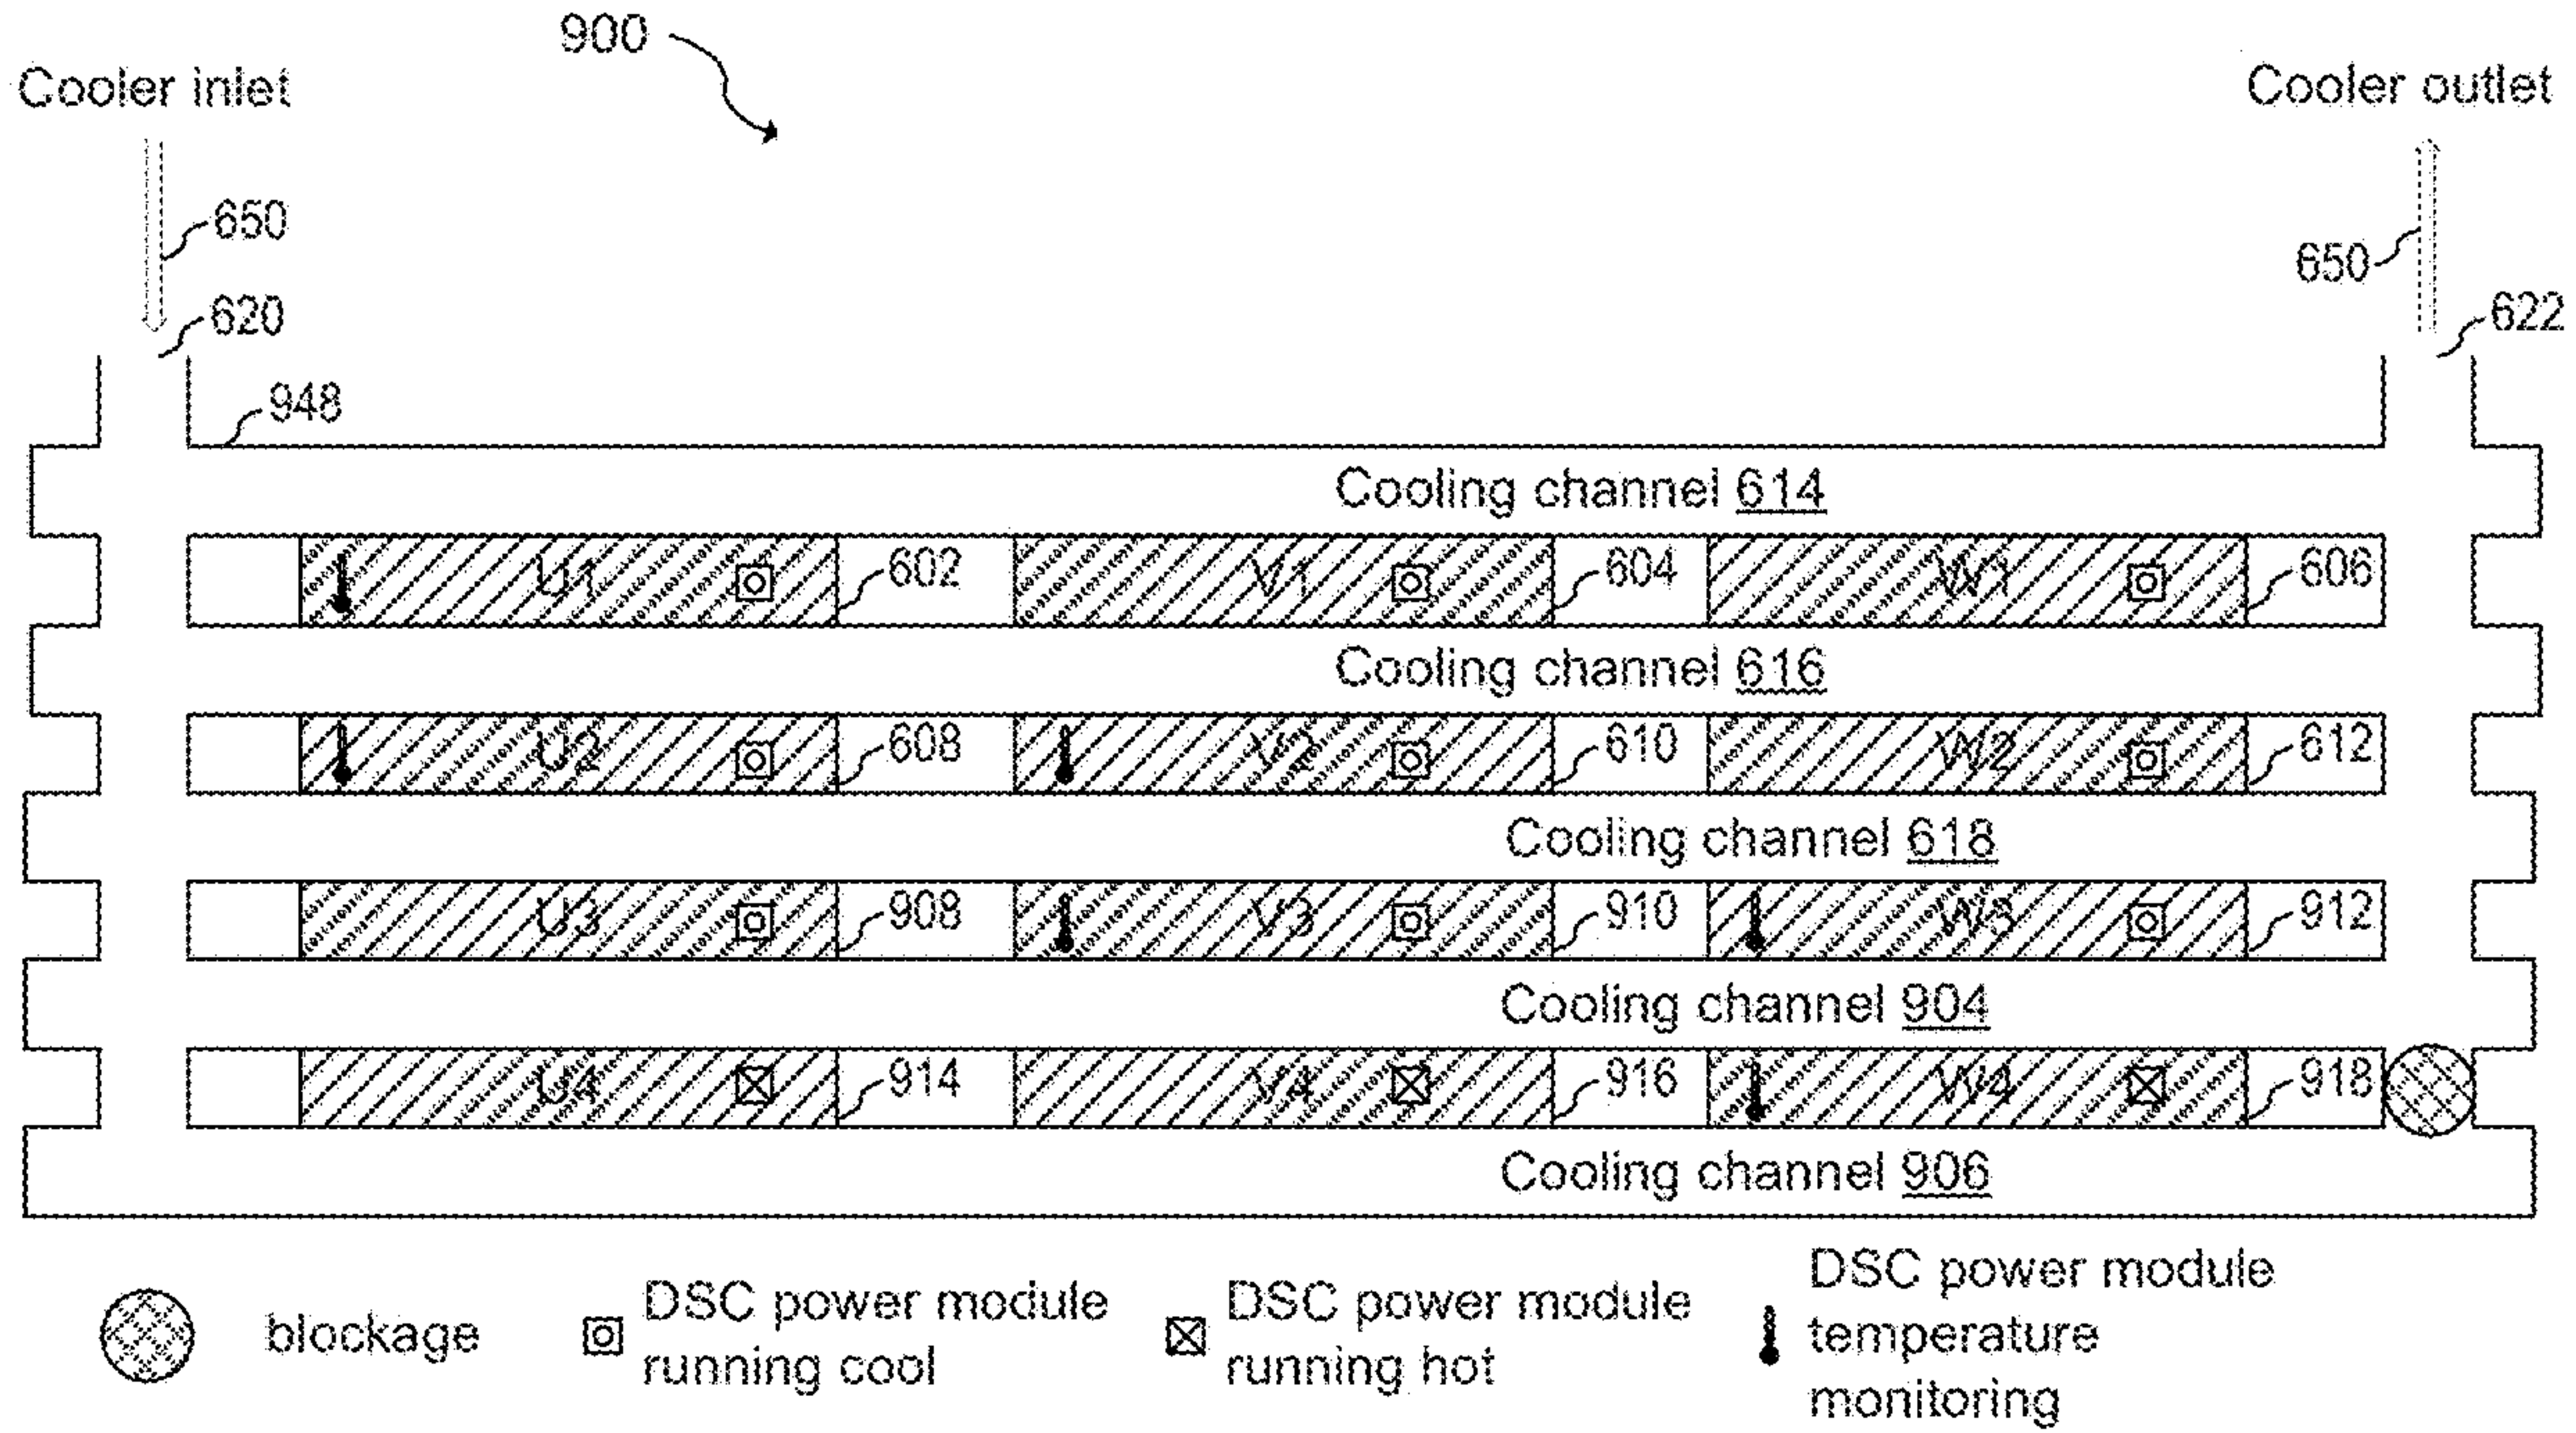 900
Cooler inlet
Cooler outlet
650
650
620
622
948
Cooling channel 614
U1 602 V1 604 W1 606
Cooling channel 616
U2 608 V2 610 W2 612
Cooling channel 618
U3 908 V3 910 W3 912
Cooling channel 904
U4 914 V4 916 W4 918
Cooling channel 906
blockage
DSC power module
running cool
DSC power module
running hot
DSC power module
temperature
monitoring